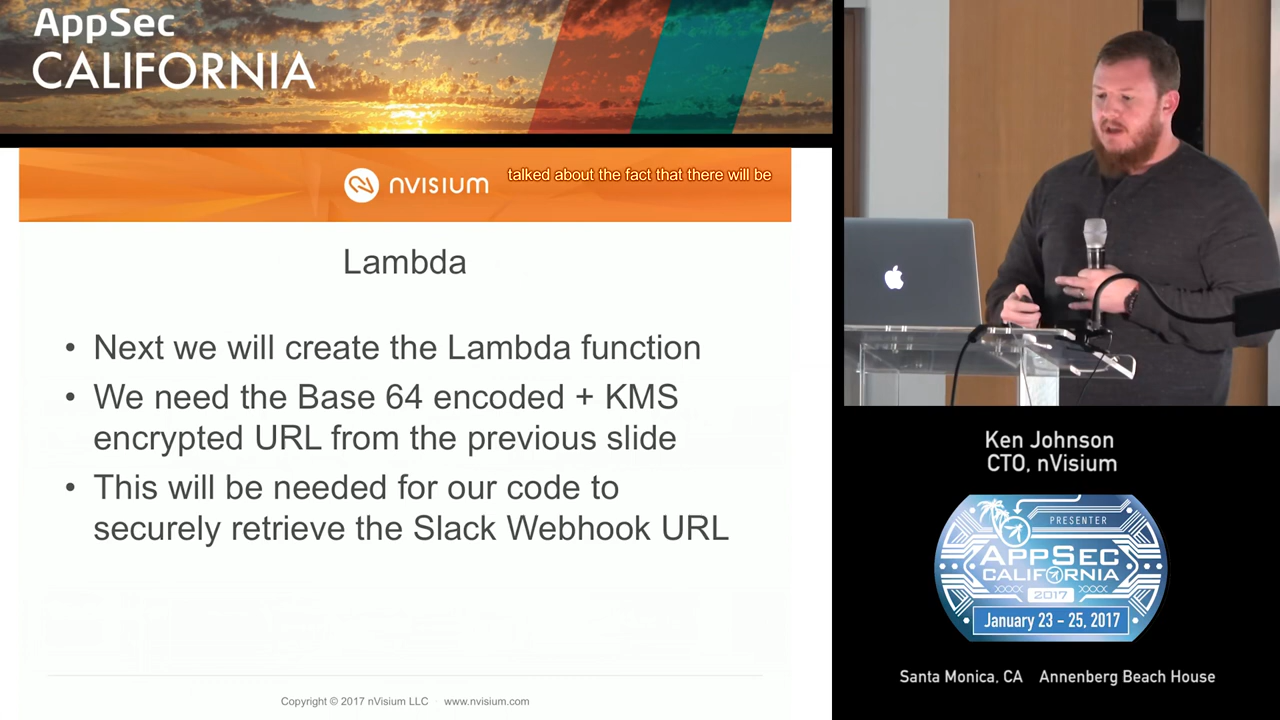 AppSec
CALIFORNIA
nVISIUM
talked about the fact that there will be
Lambda
• Next we will create the Lambda function
• We need the Base 64 encoded + KMS
encrypted URL from the previous slide
• This will be needed for our code to
securely retrieve the Slack Webhook URL
Copyright © 2017 nVisium LLC · www.nvisium.com
Ken Johnson
CTO, nVisium
PRESENTER
APPSEC
CALIFORNIA
XXXX 2017 XXXX
January 23 - 25, 2017
Santa Monica, CA Annenberg Beach House